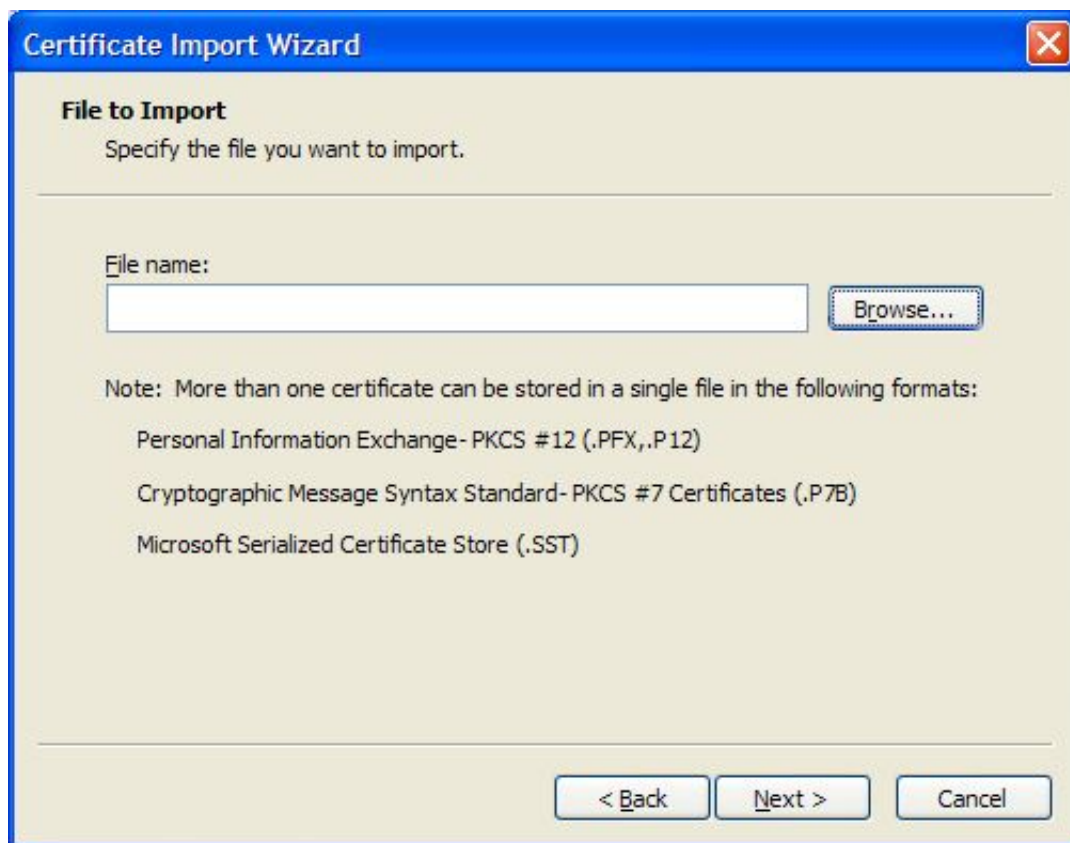 Certificate Import Wizard
File to Import
Specify the file you want to import.
File name:
Browse...
Note: More than one certificate can be stored in a single file in the following formats:
Personal Information Exchange- PKCS #12 (.PFX,.P12)
Cryptographic Message Syntax Standard- PKCS #7 Certificates (.P7B)
Microsoft Serialized Certificate Store (.SST)
< Back Next > Cancel